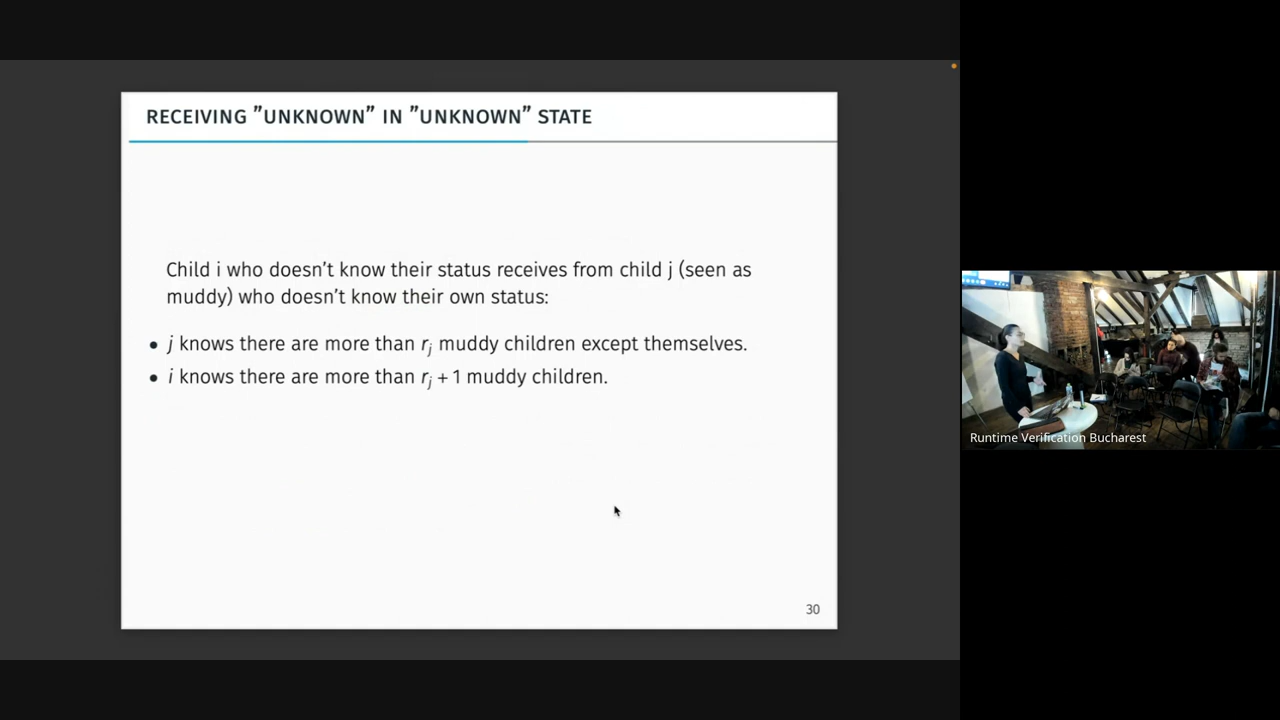 RECEIVING ”UNKNOWN” IN ”UNKNOWN” STATE
Child i who doesn’t know their status receives from child j (seen as
muddy) who doesn’t know their own status:
• j knows there are more than rⱼ muddy children except themselves.
• i knows there are more than rⱼ + 1 muddy children.
30
Runtime Verification Bucharest